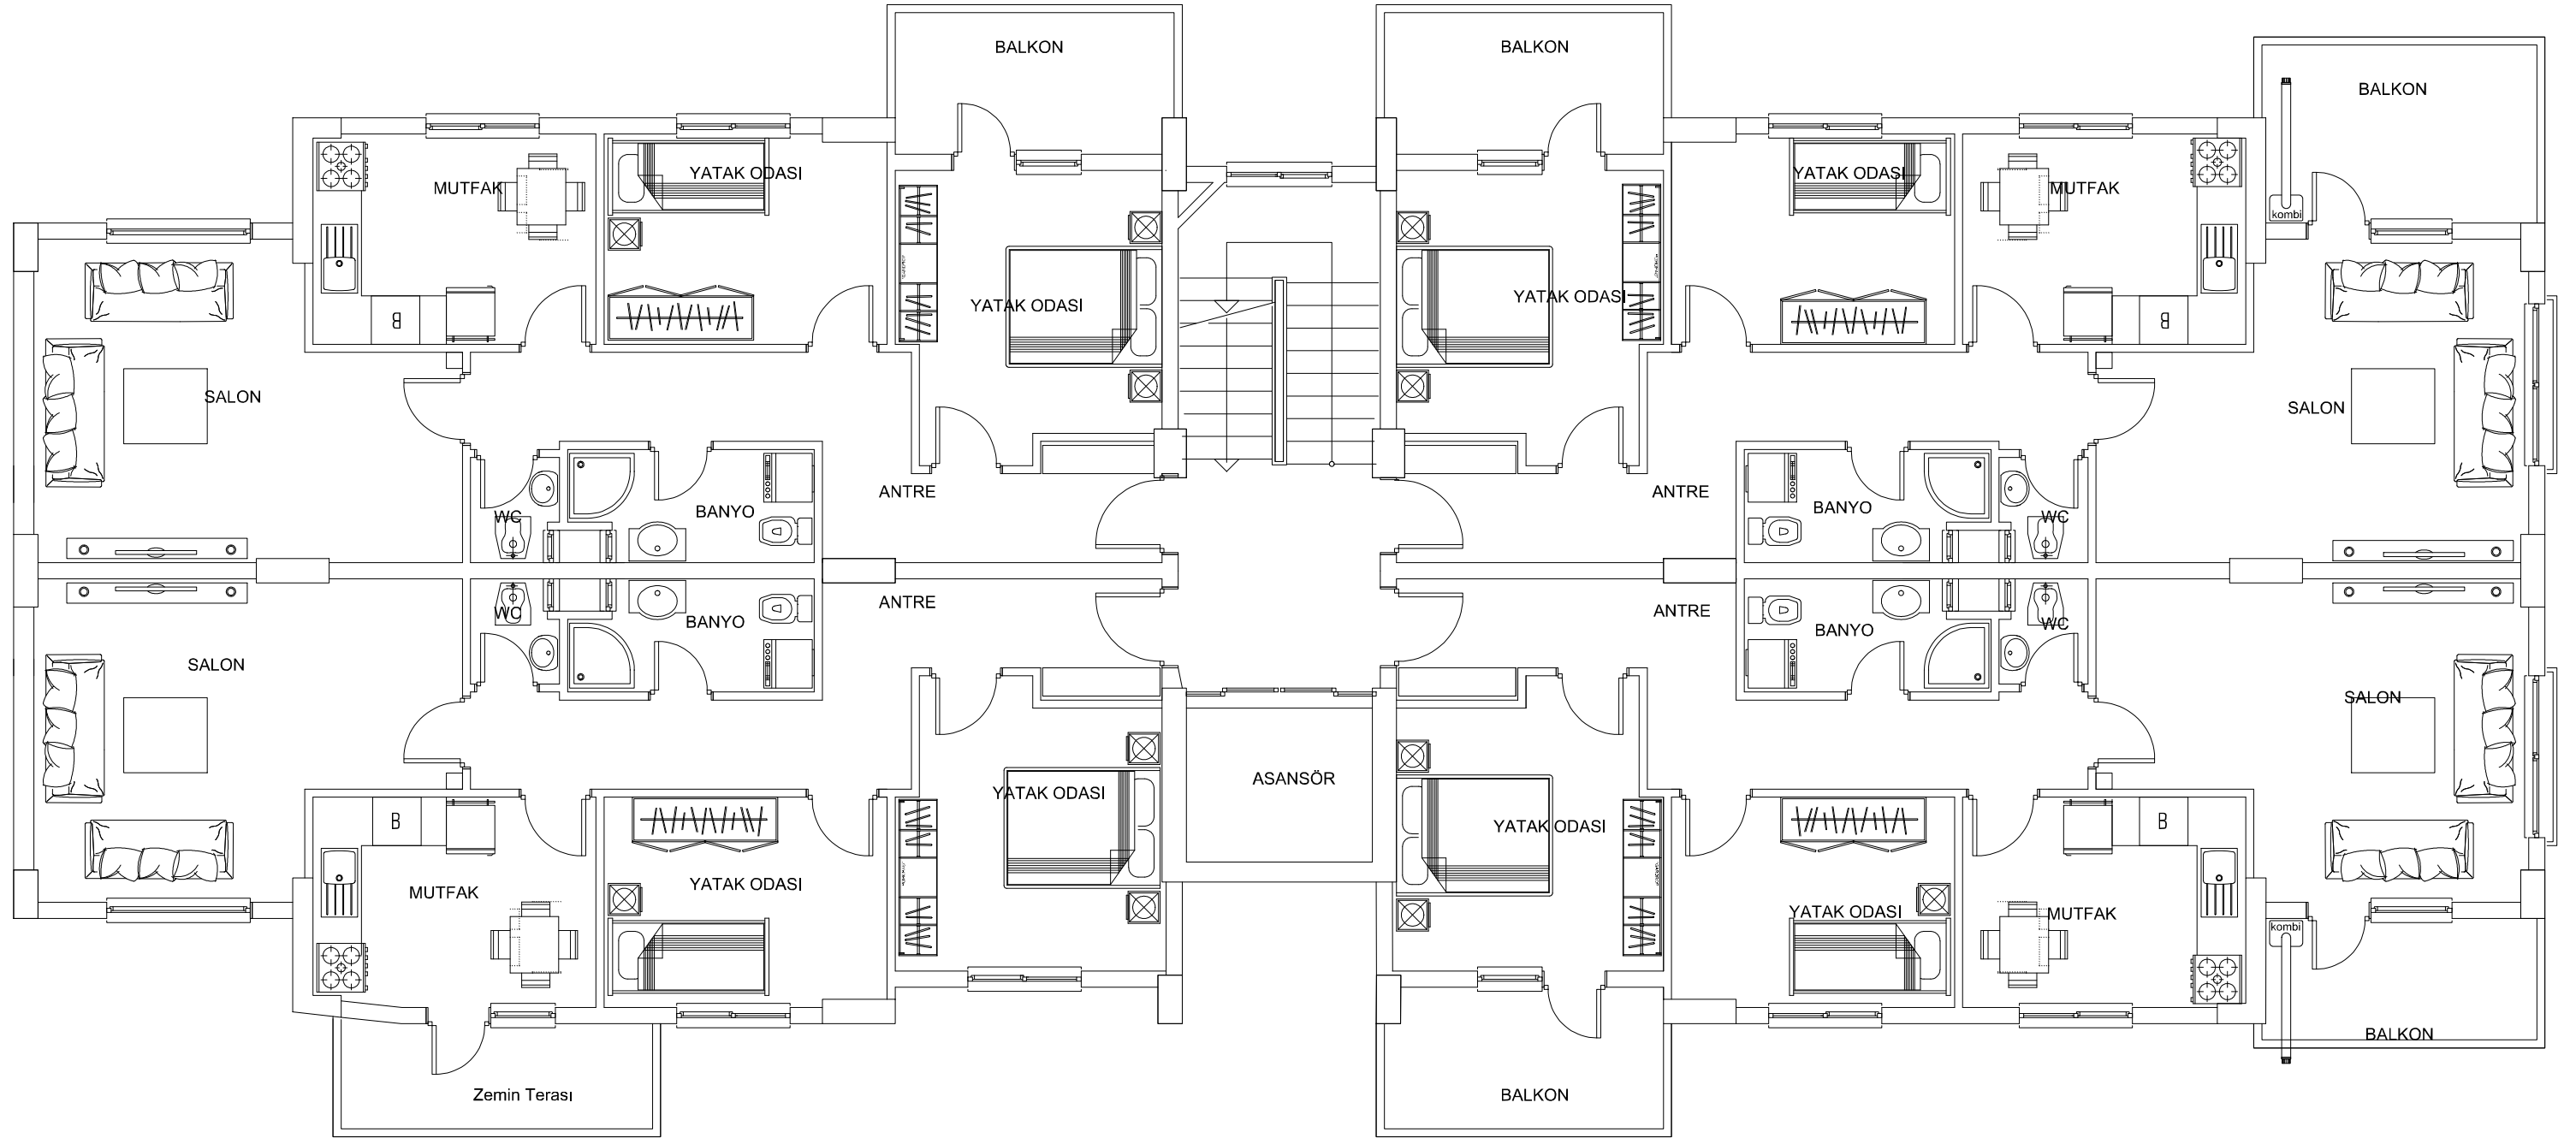 BALKON
BALKON
BALKON
MUTFAK
YATAK ODASI
YATAK ODASI
MUTFAK
kombi
YATAK ODASI
YATAK ODASI
B
B
SALON
SALON
ANTRE
ANTRE
WC
BANYO
BANYO
WC
ANTRE
ANTRE
WC
BANYO
BANYO
WC
SALON
SALON
ASANSÖR
YATAK ODASI
YATAK ODASI
B
B
MUTFAK
YATAK ODASI
YATAK ODASI
MUTFAK
kombi
BALKON
Zemin Terası
BALKON